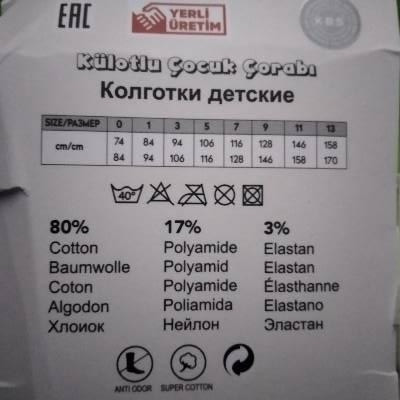 EAC YERLİ ÜRETİM KBS
Külotlu Çocuk Çorabı
Колготки детские
SIZE/РАЗМЕР 0 1 3 5 7 9 11 13
cm/cm 74 84 94 106 116 128 146 158
84 94 106 116 128 146 158 170
40°
80% 17% 3%
Cotton Polyamide Elastan
Baumwolle Polyamid Elastan
Coton Polyamide Élasthanne
Algodon Poliamida Elastano
Хлоиок Нейлон Эластан
ANTI ODOR SUPER COTTON